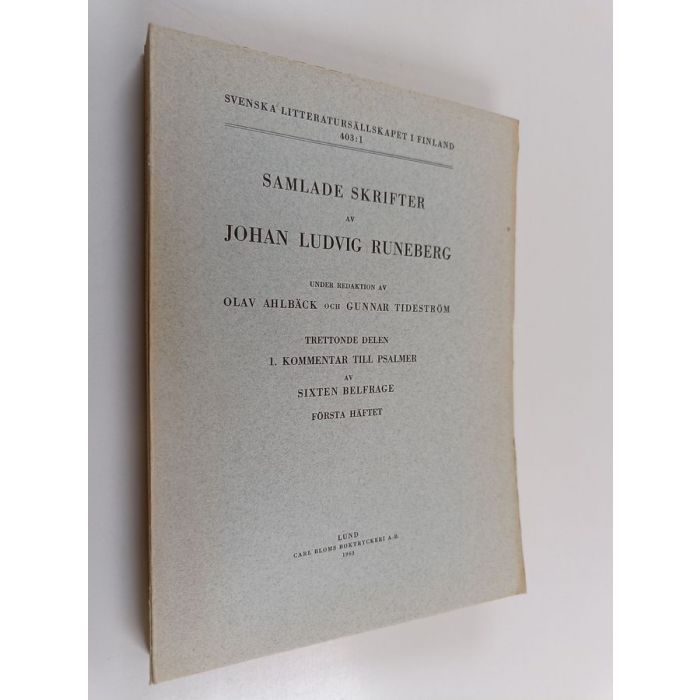 SVENSKA LITTERATURSÄLLSKAPET I FINLAND
403:1
SAMLADE SKRIFTER
AV
JOHAN LUDVIG RUNEBERG
UNDER REDAKTION AV
OLAV AHLBÄCK OCH GUNNAR TIDESTRÖM
TRETTONDE DELEN
1. KOMMENTAR TILL PSALMER
AV
SIXTEN BELFRAGE
FÖRSTA HÄFTET
LUND
CARL BLOMS BOKTRYCKERI A.-B.